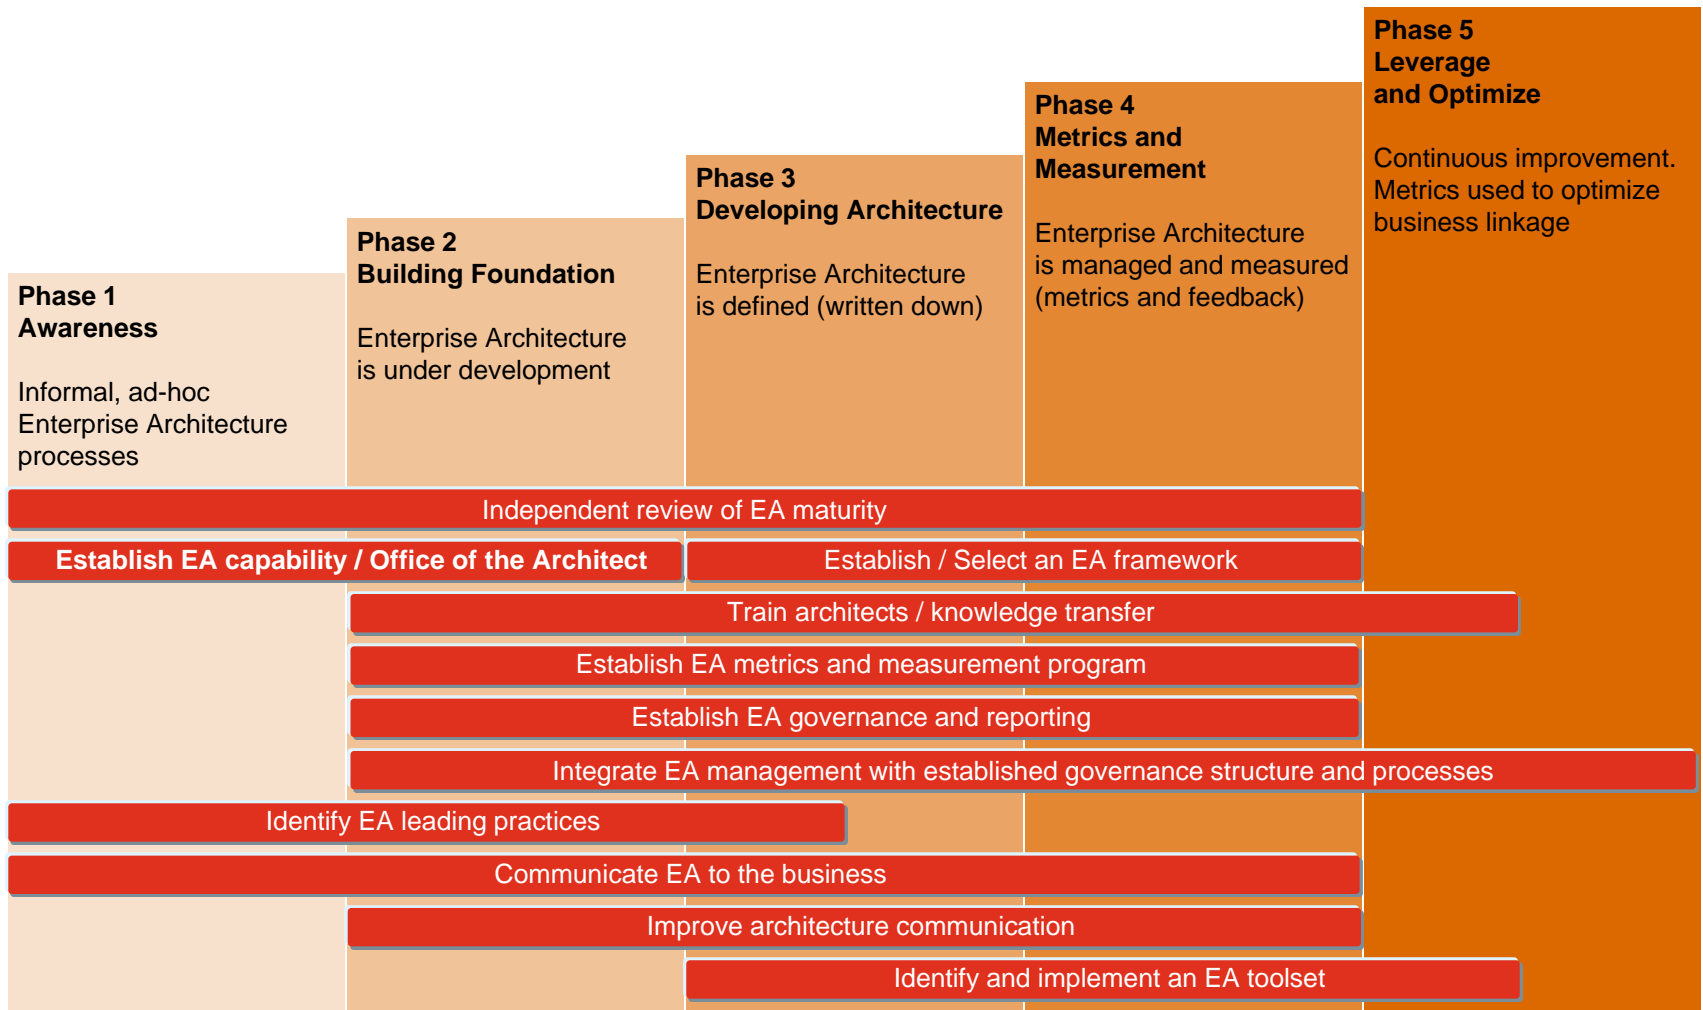 Phase 1
Awareness
Informal, ad-hoc
Enterprise Architecture
processes
Phase 2
Building Foundation
Enterprise Architecture
is under development
Phase 3
Developing Architecture
Enterprise Architecture
is defined (written down)
Phase 4
Metrics and
Measurement
Enterprise Architecture
is managed and measured
(metrics and feedback)
Phase 5
Leverage
and Optimize
Continuous improvement.
Metrics used to optimize
business linkage
Independent review of EA maturity
Establish EA capability / Office of the Architect
Establish / Select an EA framework
Train architects / knowledge transfer
Establish EA metrics and measurement program
Establish EA governance and reporting
Integrate EA management with established governance structure and processes
Identify EA leading practices
Communicate EA to the business
Improve architecture communication
Identify and implement an EA toolset